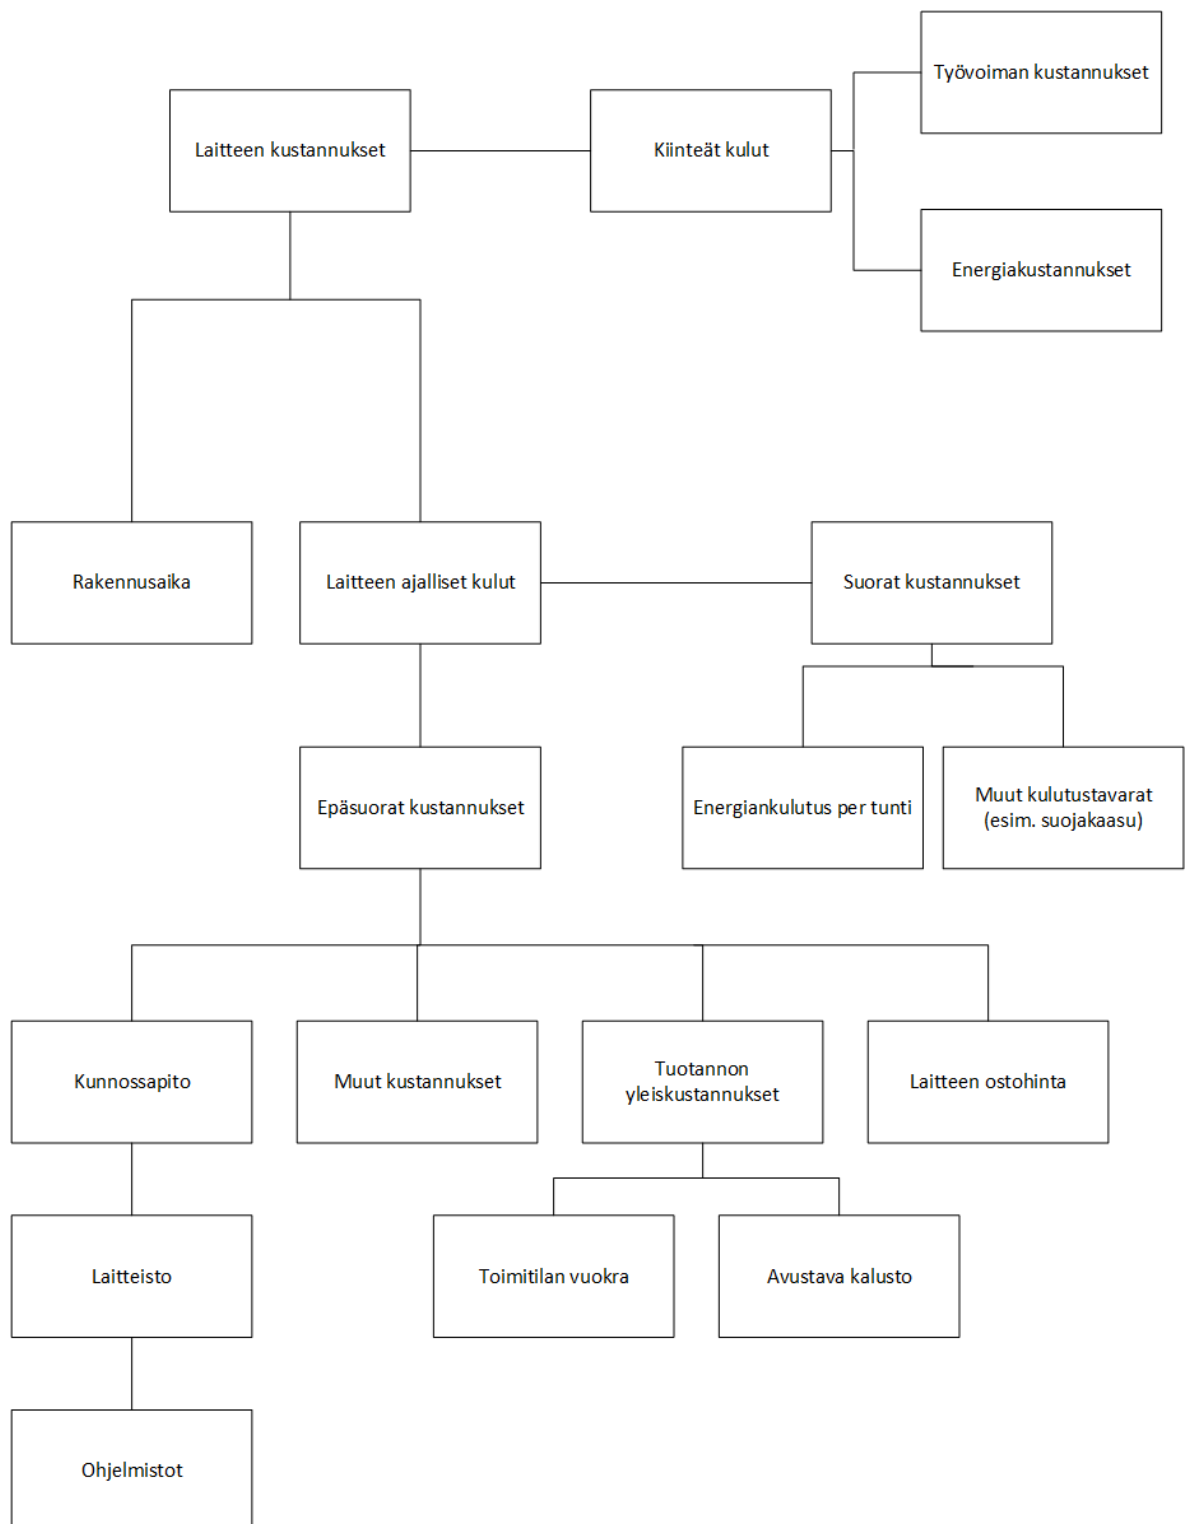 Työvoiman kustannukset
Laitteen kustannukset
Kiinteät kulut
Energiakustannukset
Rakennusaika
Laitteen ajalliset kulut
Suorat kustannukset
Epäsuorat kustannukset
Energiankulutus per tunti
Muut kulutustavarat
(esim. suojakaasu)
Kunnossapito
Muut kustannukset
Tuotannon
yleiskustannukset
Laitteen ostohinta
Laitteisto
Toimitilan vuokra
Avustava kalusto
Ohjelmistot